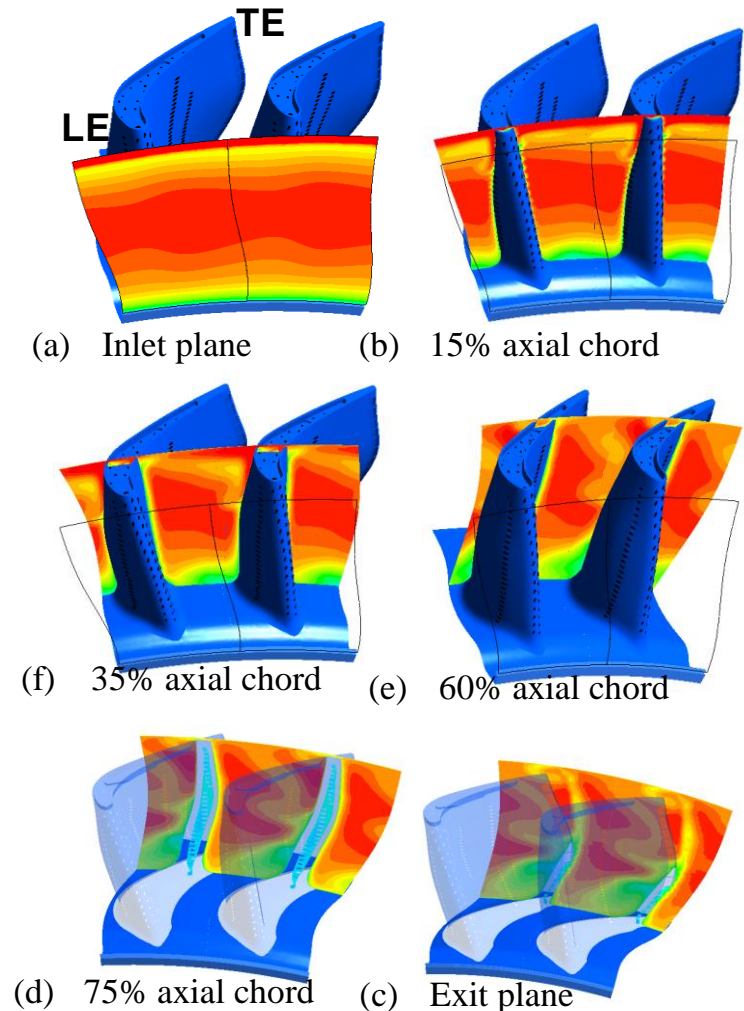 TE
LE
(a) Inlet plane
(b) 15% axial chord
(f) 35% axial chord
(e) 60% axial chord
(d) 75% axial chord
(c) Exit plane